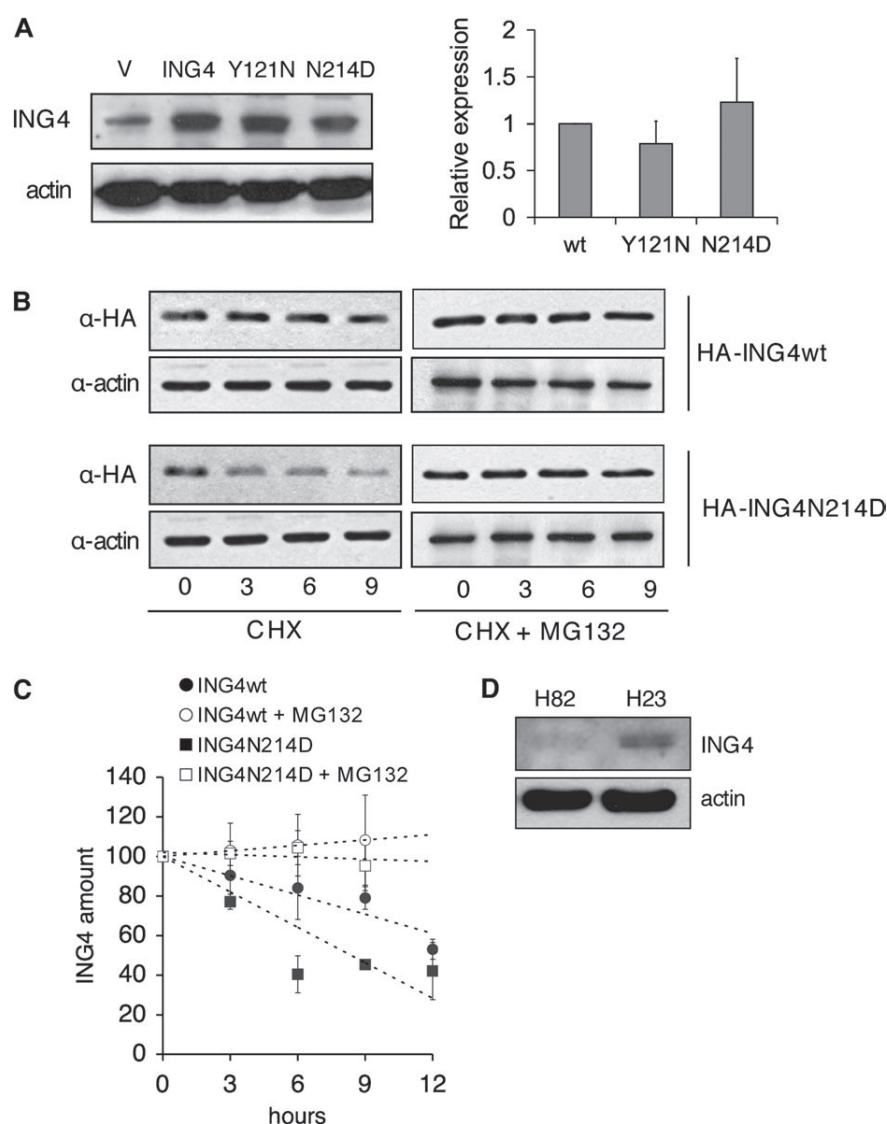 A
V ING4 Y121N N214D
ING4
actin
Relative expression
2
1.5
1
0.5
0
wt Y121N N214D
B
α-HA
α-actin
HA-ING4wt
α-HA
α-actin
HA-ING4N214D
0 3 6 9 0 3 6 9
CHX CHX + MG132
C
ING4wt
ING4wt + MG132
ING4N214D
ING4N214D + MG132
ING4 amount
140
120
100
80
60
40
20
0
0 3 6 9 12
hours
D
H82 H23
ING4
actin